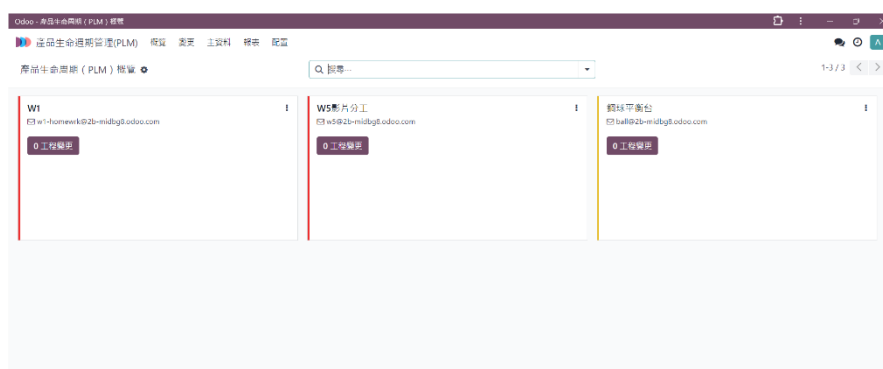 Odoo - 產品生命周期 ( PLM ) 概覽
產品生命週期管理(PLM) 概覽 變更 主資料 報表 配置
產品生命周期 ( PLM ) 概覽
搜尋...
1-3 / 3
W1
w1-homewrk@2b-midbg8.odoo.com
0 工程變更
W5影片分工
w5@2b-midbg8.odoo.com
0 工程變更
鋼球平衡台
ball@2b-midbg8.odoo.com
0 工程變更